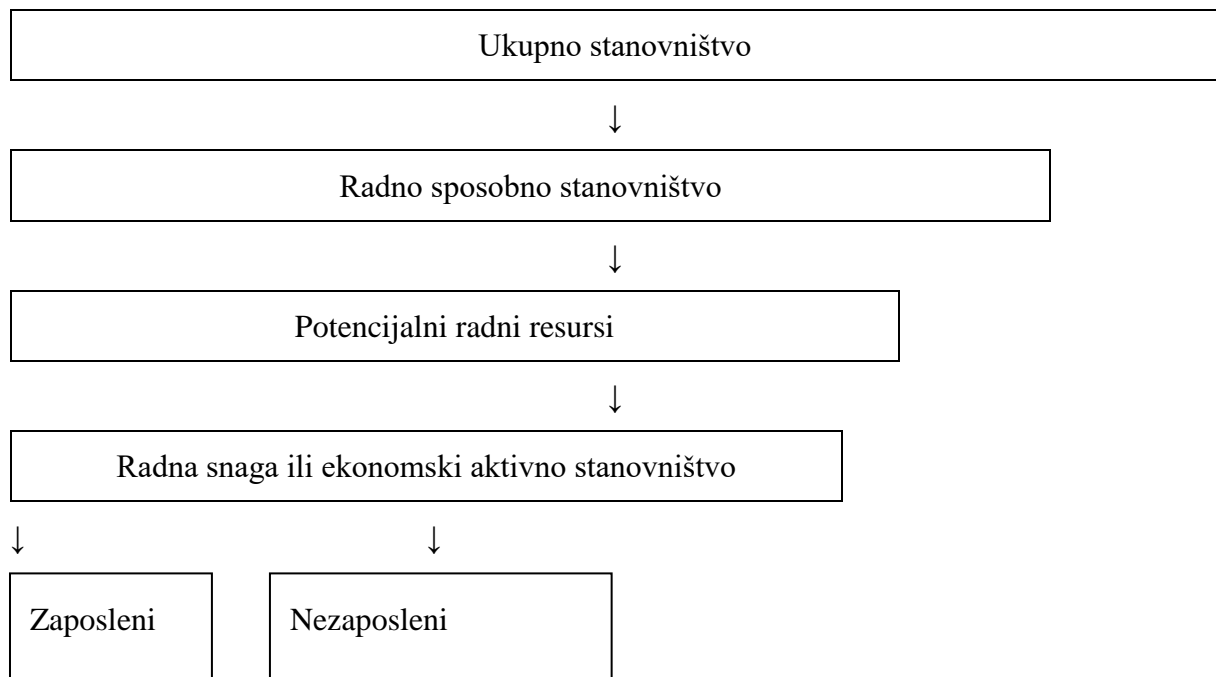 Ukupno stanovništvo
↓
Radno sposobno stanovništvo
↓
Potencijalni radni resursi
↓
Radna snaga ili ekonomski aktivno stanovništvo
↓ ↓
Zaposleni Nezaposleni